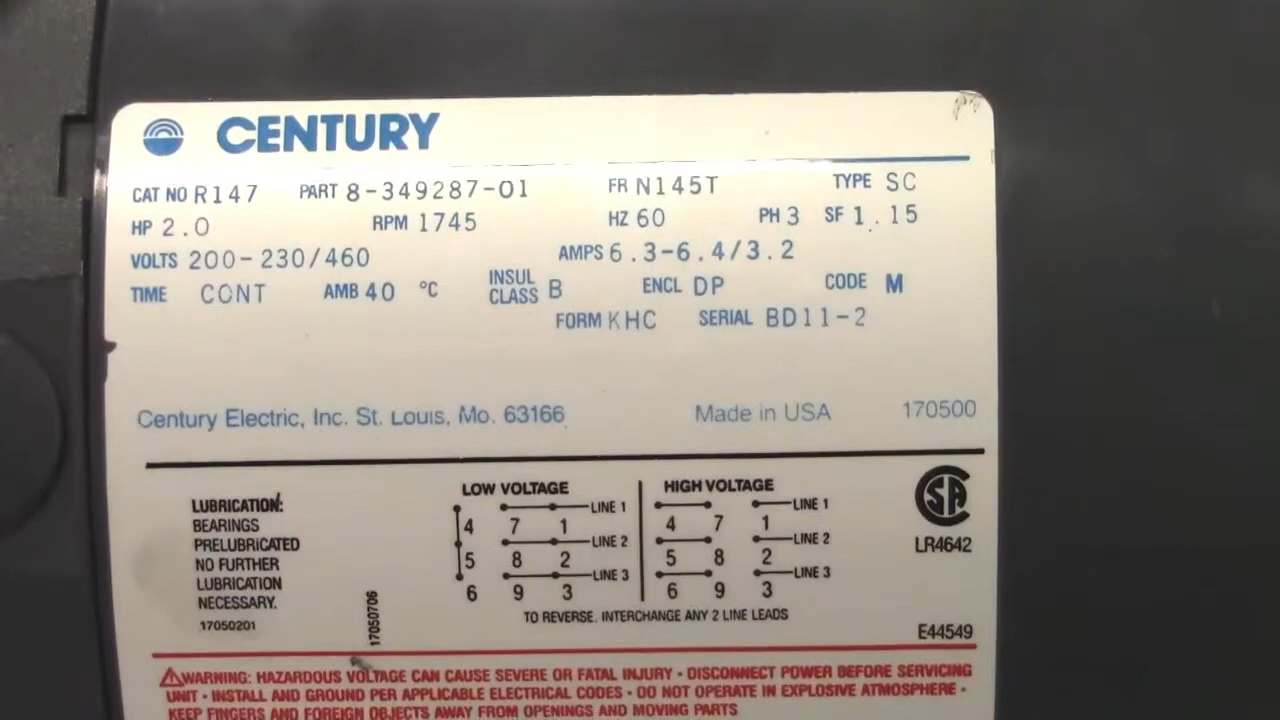 CENTURY
CAT NO R147 PART 8-349287-01 FR N145T TYPE SC
HP 2.0 RPM 1745 HZ 60 PH 3 SF 1.15
VOLTS 200-230/460 AMPS 6.3-6.4/3.2
TIME CONT AMB 40 °C INSUL CLASS B ENCL DP CODE M
FORM KHC SERIAL BD11-2
Century Electric, Inc. St. Louis, Mo. 63166 Made in USA 170500
LUBRICATION:
BEARINGS
PRELUBRICATED
NO FURTHER
LUBRICATION
NECESSARY.
17050201
17050706
LOW VOLTAGE
LINE 1
4 7 1
LINE 2
5 8 2
LINE 3
6 9 3
HIGH VOLTAGE
LINE 1
4 7 1
LINE 2
5 8 2
LINE 3
6 9 3
TO REVERSE. INTERCHANGE ANY 2 LINE LEADS
SA
LR4642
E44549
WARNING: HAZARDOUS VOLTAGE CAN CAUSE SEVERE OR FATAL INJURY • DISCONNECT POWER BEFORE SERVICING
UNIT • INSTALL AND GROUND PER APPLICABLE ELECTRICAL CODES • DO NOT OPERATE IN EXPLOSIVE ATMOSPHERE •
KEEP FINGERS AND FOREIGN OBJECTS AWAY FROM OPENINGS AND MOVING PARTS